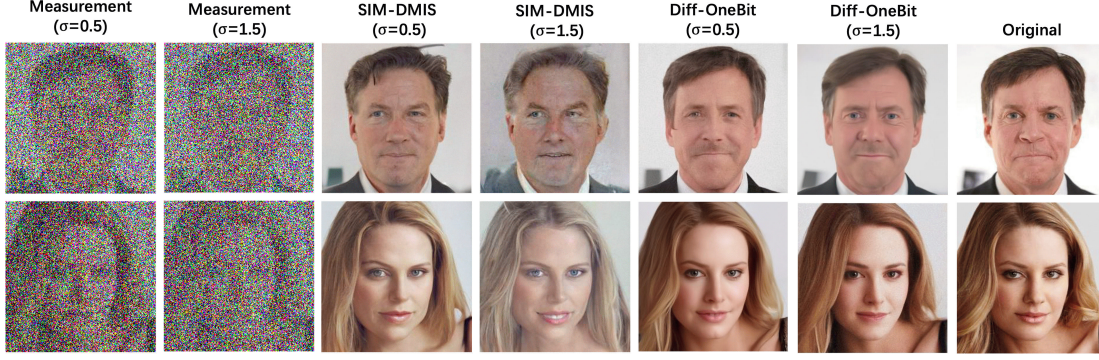 Measurement
(σ=0.5)
Measurement
(σ=1.5)
SIM-DMIS
(σ=0.5)
SIM-DMIS
(σ=1.5)
Diff-OneBit
(σ=0.5)
Diff-OneBit
(σ=1.5)
Original